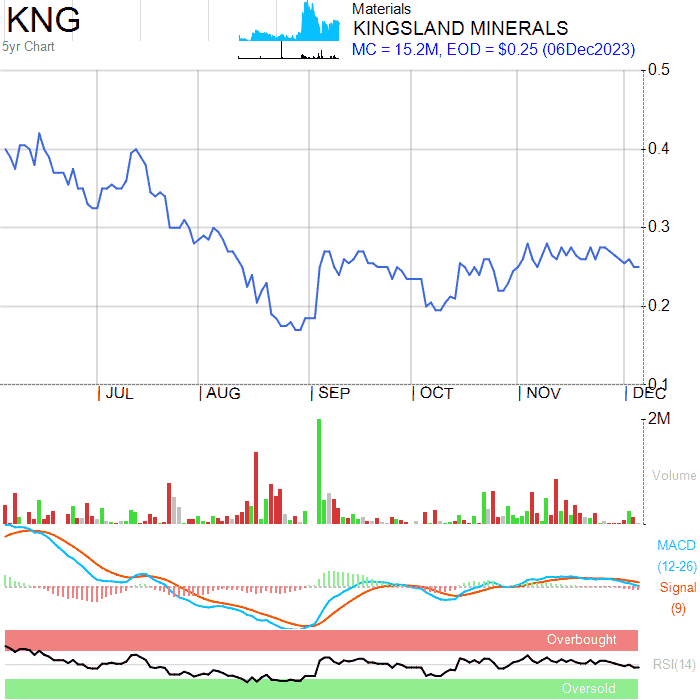 KNG
5yr Chart
Materials
KINGSLAND MINERALS
MC = 15.2M, EOD = $0.25 (06Dec2023)
0.5
0.4
0.3
0.2
0.1
JUL AUG SEP OCT NOV DEC
2M
Volume
MACD
(12-26)
Signal
(9)
Overbought
RSI(14)
Oversold